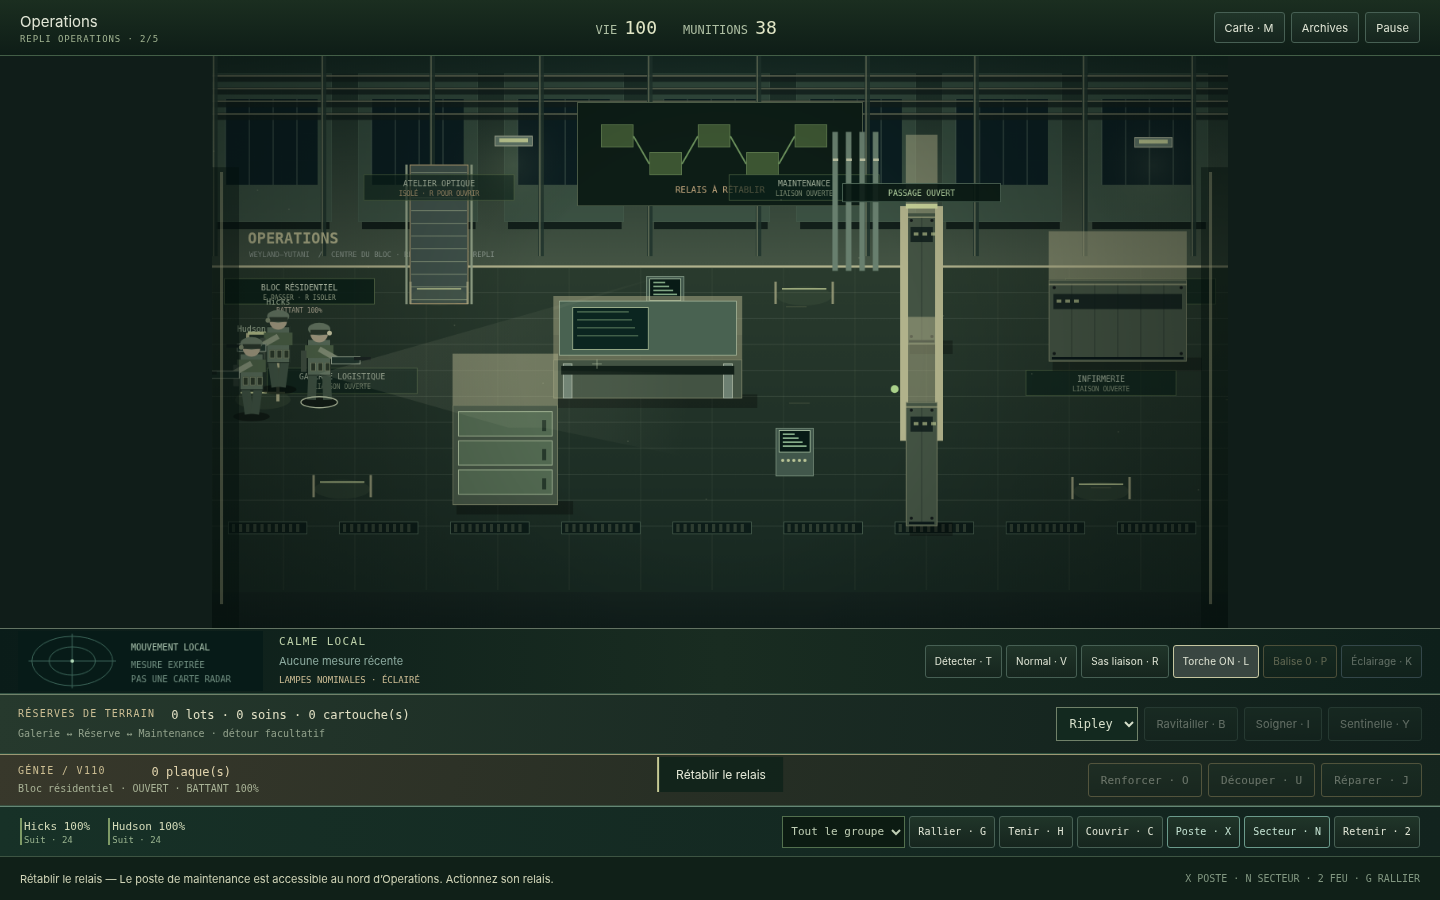 Operations
REPLI OPERATIONS · 2/5
VIE 100 MUNITIONS 38
Carte · M
Archives
Pause
ATELIER OPTIQUE
ISOLÉ · R POUR OUVRIR
RELAIS À RÉTABLIR
MAINTENANCE
LIAISON OUVERTE
PASSAGE OUVERT
OPERATIONS
WEYLAND-YUTANI / CENTRE DU BLOC · REPLI
BLOC RÉSIDENTIEL
E PASSER · R ISOLER
BATTANT 100%
Hicks
Hudson
LOGISTIQUE
OUVERTE
INFIRMERIE
LIAISON OUVERTE
MOUVEMENT LOCAL
MESURE EXPIRÉE
PAS UNE CARTE RADAR
CALME LOCAL
Aucune mesure récente
LAMPES NOMINALES · ÉCLAIRÉ
Détecter · T
Normal · V
Sas liaison · R
Torche ON · L
Balise 0 · P
Éclairage · K
RÉSERVES DE TERRAIN 0 lots · 0 soins · 0 cartouche(s)
Galerie ↔ Réserve ↔ Maintenance · détour facultatif
Ripley
Ravitailler · B
Soigner · I
Sentinelle · Y
GÉNIE / V110 0 plaque(s)
Bloc résidentiel · OUVERT · BATTANT 100%
Rétablir le relais
Renforcer · O
Découper · U
Réparer · J
Hicks 100%
Suit · 24
Hudson 100%
Suit · 24
Tout le groupe
Rallier · G
Tenir · H
Couvrir · C
Poste · X
Secteur · N
Retenir · 2
Rétablir le relais — Le poste de maintenance est accessible au nord d'Operations. Actionnez son relais.
X POSTE · N SECTEUR · 2 FEU · G RALLIER